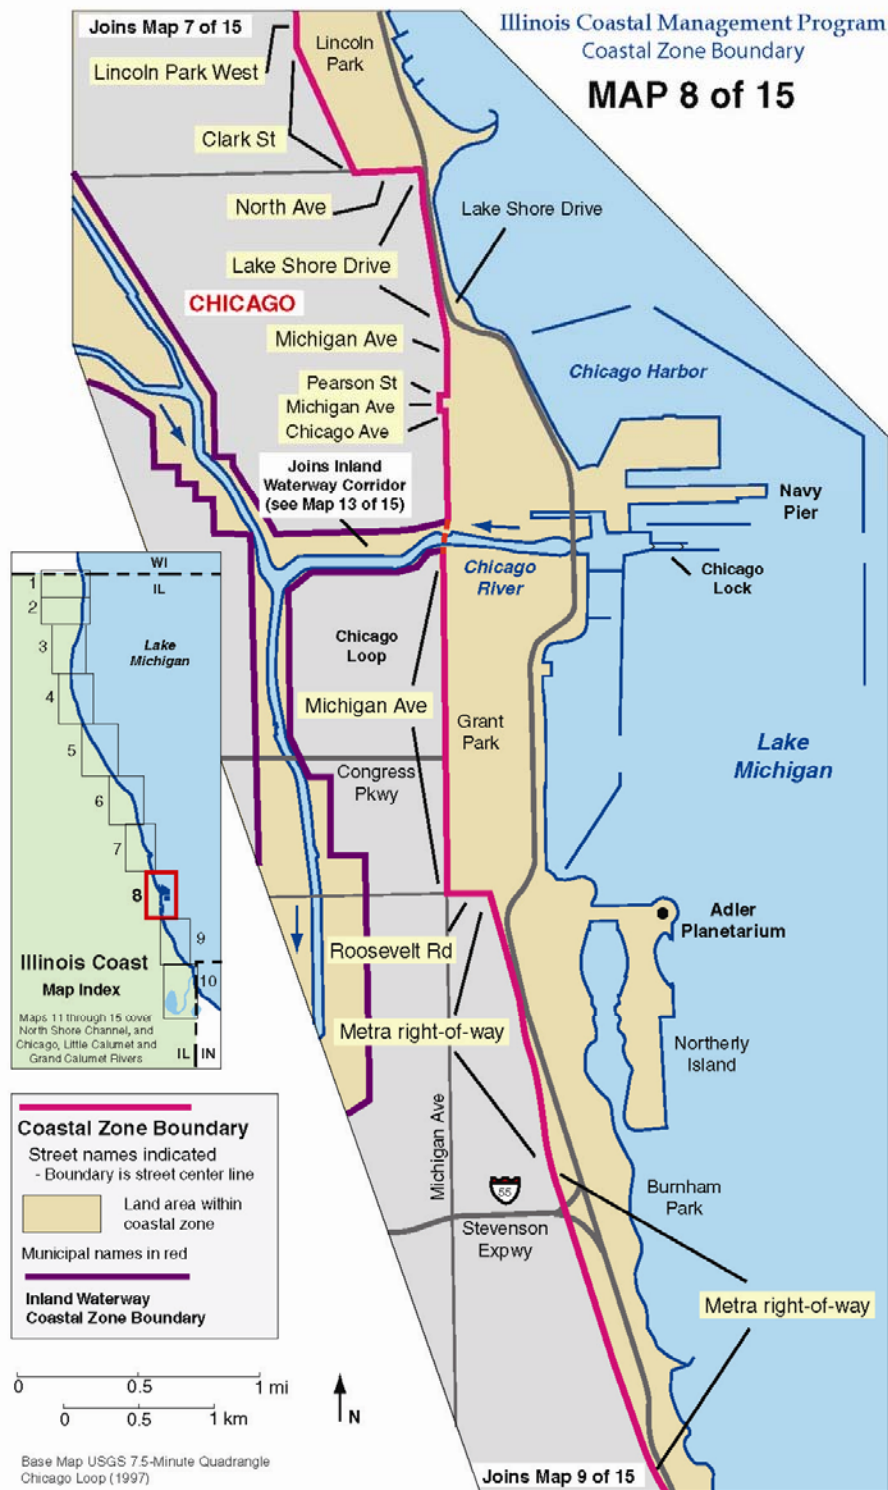 Joins Map 7 of 15
Lincoln Park West
Lincoln
Park
Illinois Coastal Management Program
Coastal Zone Boundary
MAP 8 of 15
Clark St
North Ave
Lake Shore Drive
Lake Shore Drive
CHICAGO
Michigan Ave
Chicago Harbor
Pearson St
Michigan Ave
Chicago Ave
Joins Inland
Waterway Corridor
(see Map 13 of 15)
Navy
Pier
Chicago
River
Chicago
Lock
Chicago
Loop
Michigan Ave
Grant
Park
Lake
Michigan
Congress
Pkwy
Adler
Planetarium
Roosevelt Rd
Metra right-of-way
Northerly
Island
Michigan Ave
55
Stevenson
Expwy
Burnham
Park
Metra right-of-way
Joins Map 9 of 15
WI
IL
1
2
3
Lake
Michigan
4
5
6
7
8
9
10
Illinois Coast
Map Index
Maps 11 through 15 cover
North Shore Channel, and
Chicago, Little Calumet and
Grand Calumet Rivers
IL IN
Coastal Zone Boundary
Street names indicated
- Boundary is street center line
Land area within
coastal zone
Municipal names in red
Inland Waterway
Coastal Zone Boundary
0 0.5 1 mi
0 0.5 1 km
N
Base Map USGS 7.5-Minute Quadrangle
Chicago Loop (1997)